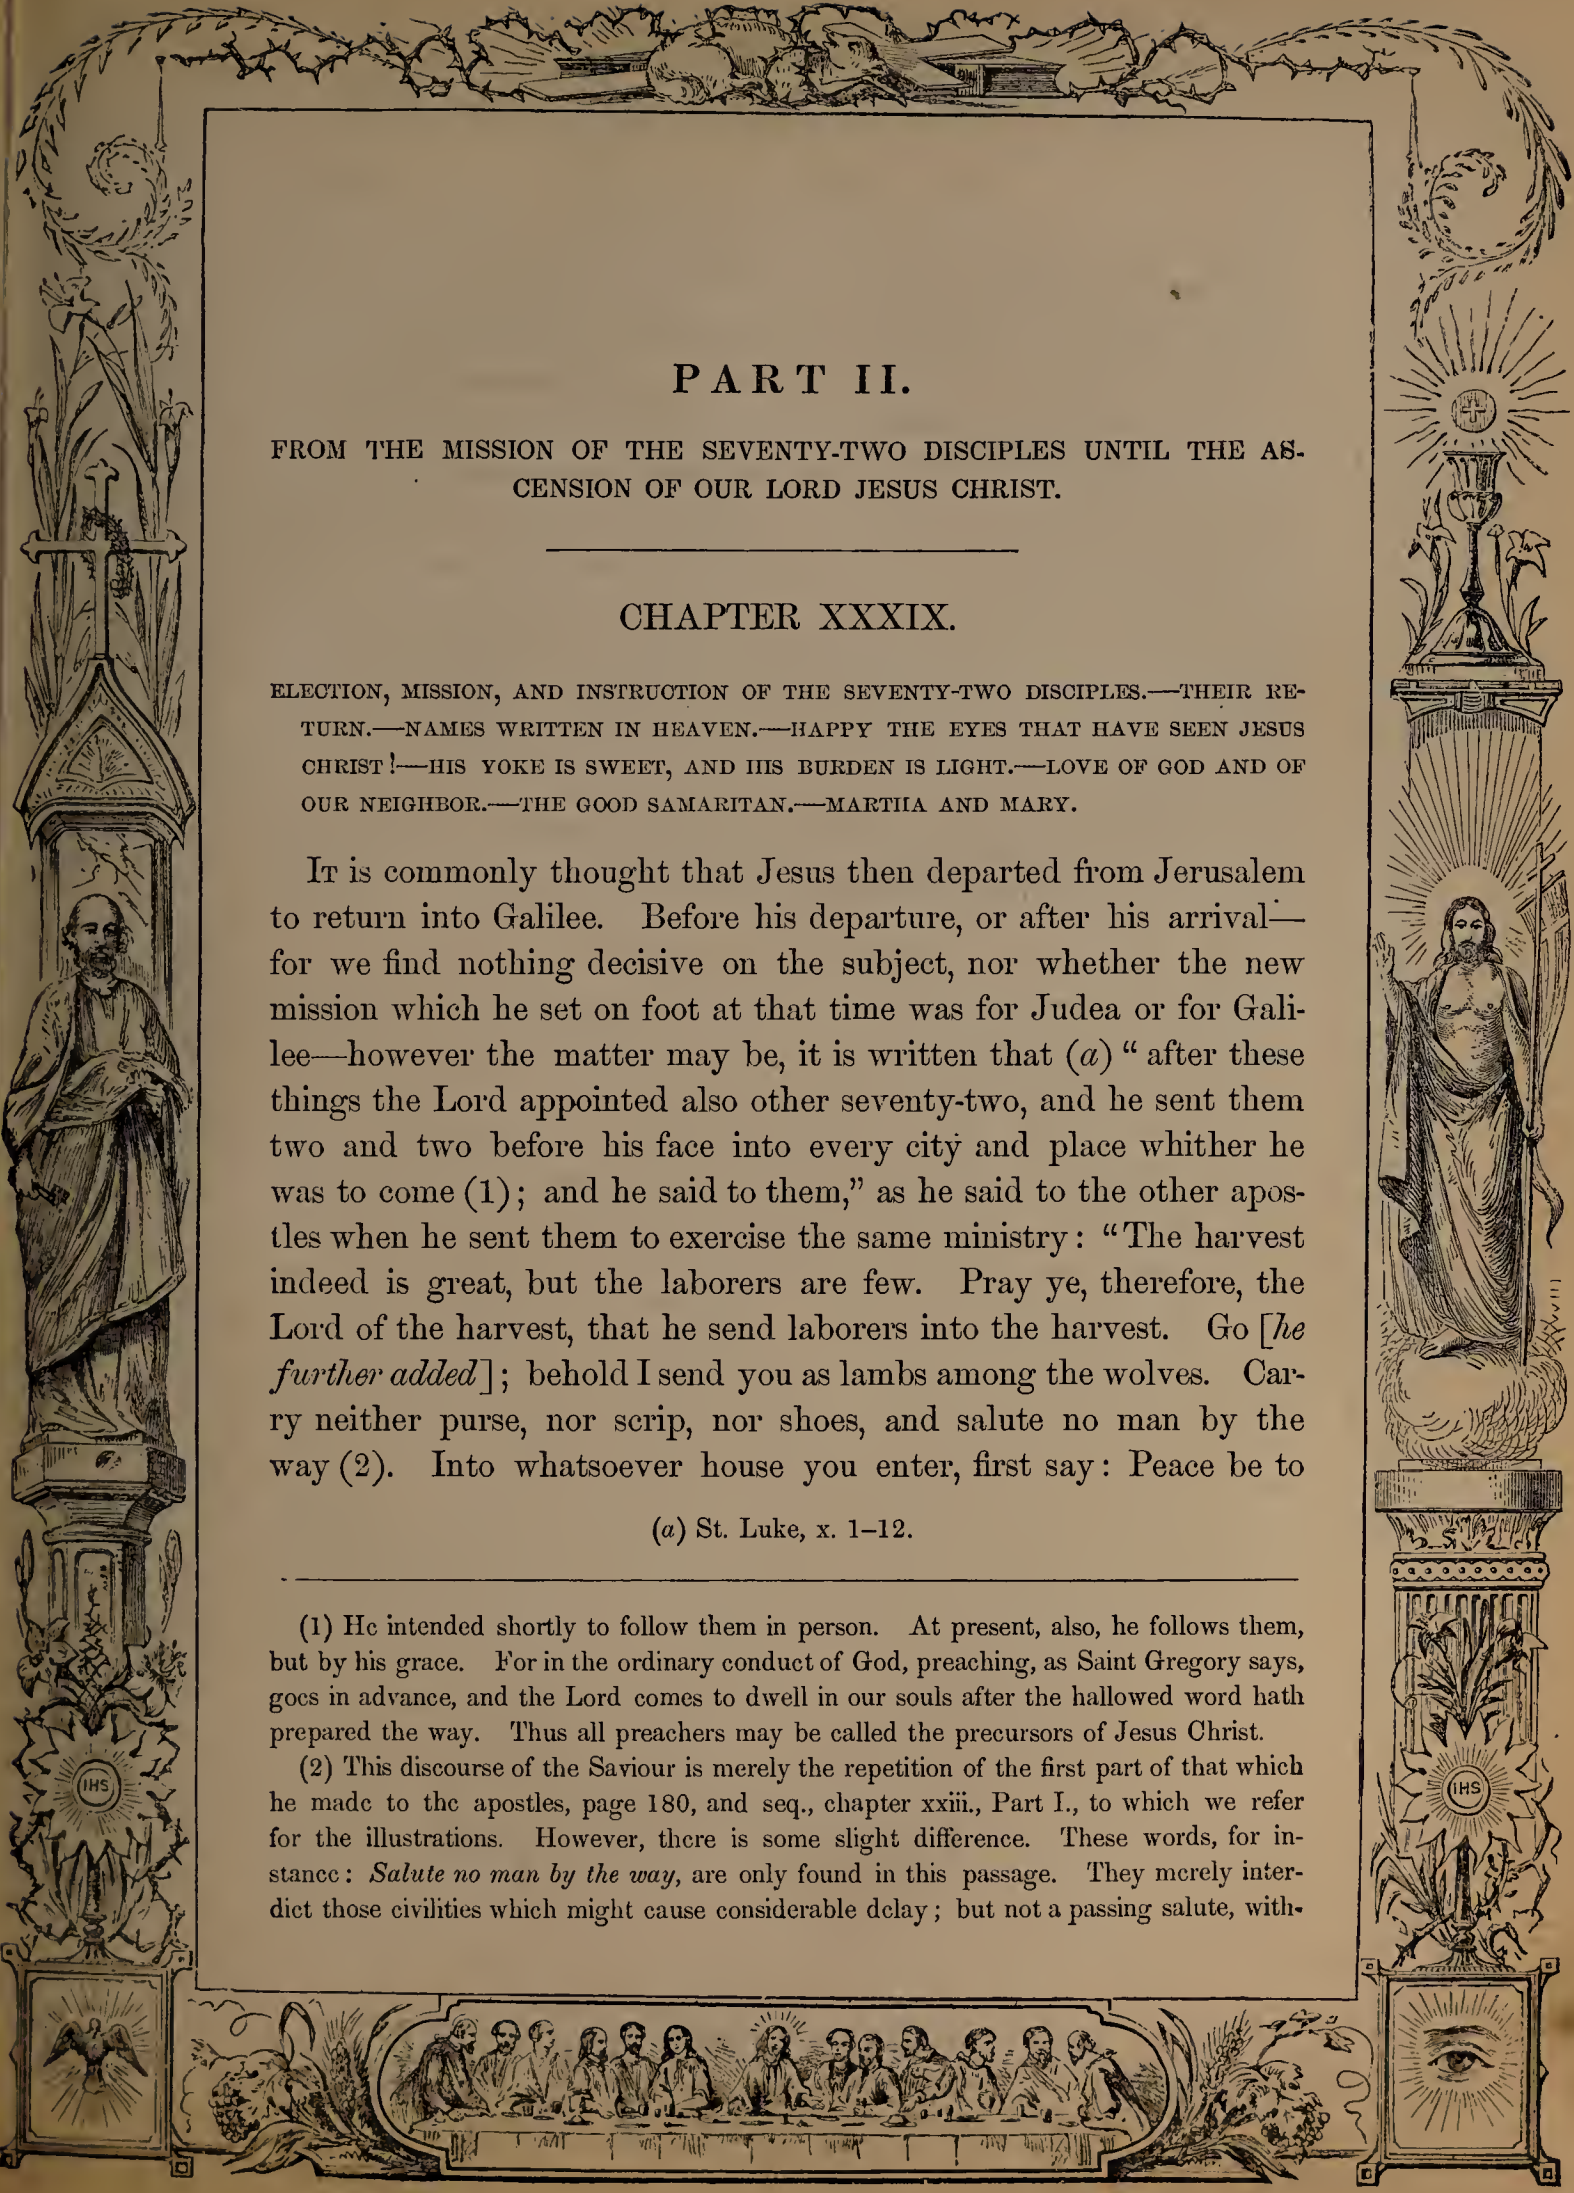 PART II.
FROM THE MISSION OF THE SEVENTY-TWO DISCIPLES UNTIL THE AS-
CENSION OF OUR LORD JESUS CHRIST.
CHAPTER XXXIX.
ELECTION, MISSION, AND INSTRUCTION OF THE SEVENTY-TWO DISCIPLES.—THEIR RE-
TURN.—NAMES WRITTEN IN HEAVEN.—HAPPY THE EYES THAT HAVE SEEN JESUS
CHRIST!—HIS YOKE IS SWEET, AND HIS BURDEN IS LIGHT.—LOVE OF GOD AND OF
OUR NEIGHBOR.—THE GOOD SAMARITAN.—MARTHA AND MARY.
IT is commonly thought that Jesus then departed from Jerusalem
to return into Galilee. Before his departure, or after his arrival—
for we find nothing decisive on the subject, nor whether the new
mission which he set on foot at that time was for Judea or for Gali-
lee—however the matter may be, it is written that (a) “after these
things the Lord appointed also other seventy-two, and he sent them
two and two before his face into every city and place whither he
was to come (1); and he said to them,” as he said to the other apos-
tles when he sent them to exercise the same ministry: “The harvest
indeed is great, but the laborers are few. Pray ye, therefore, the
Lord of the harvest, that he send laborers into the harvest. Go [he
further added]; behold I send you as lambs among the wolves. Car-
ry neither purse, nor scrip, nor shoes, and salute no man by the
way (2). Into whatsoever house you enter, first say: Peace be to
(a) St. Luke, x. 1–12.
(1) He intended shortly to follow them in person. At present, also, he follows them,
but by his grace. For in the ordinary conduct of God, preaching, as Saint Gregory says,
goes in advance, and the Lord comes to dwell in our souls after the hallowed word hath
prepared the way. Thus all preachers may be called the precursors of Jesus Christ.
(2) This discourse of the Saviour is merely the repetition of the first part of that which
he made to the apostles, page 180, and seq., chapter xxiii., Part I., to which we refer
for the illustrations. However, there is some slight difference. These words, for in-
stance: Salute no man by the way, are only found in this passage. They merely inter-
dict those civilities which might cause considerable delay; but not a passing salute, with-
IHS
IHS